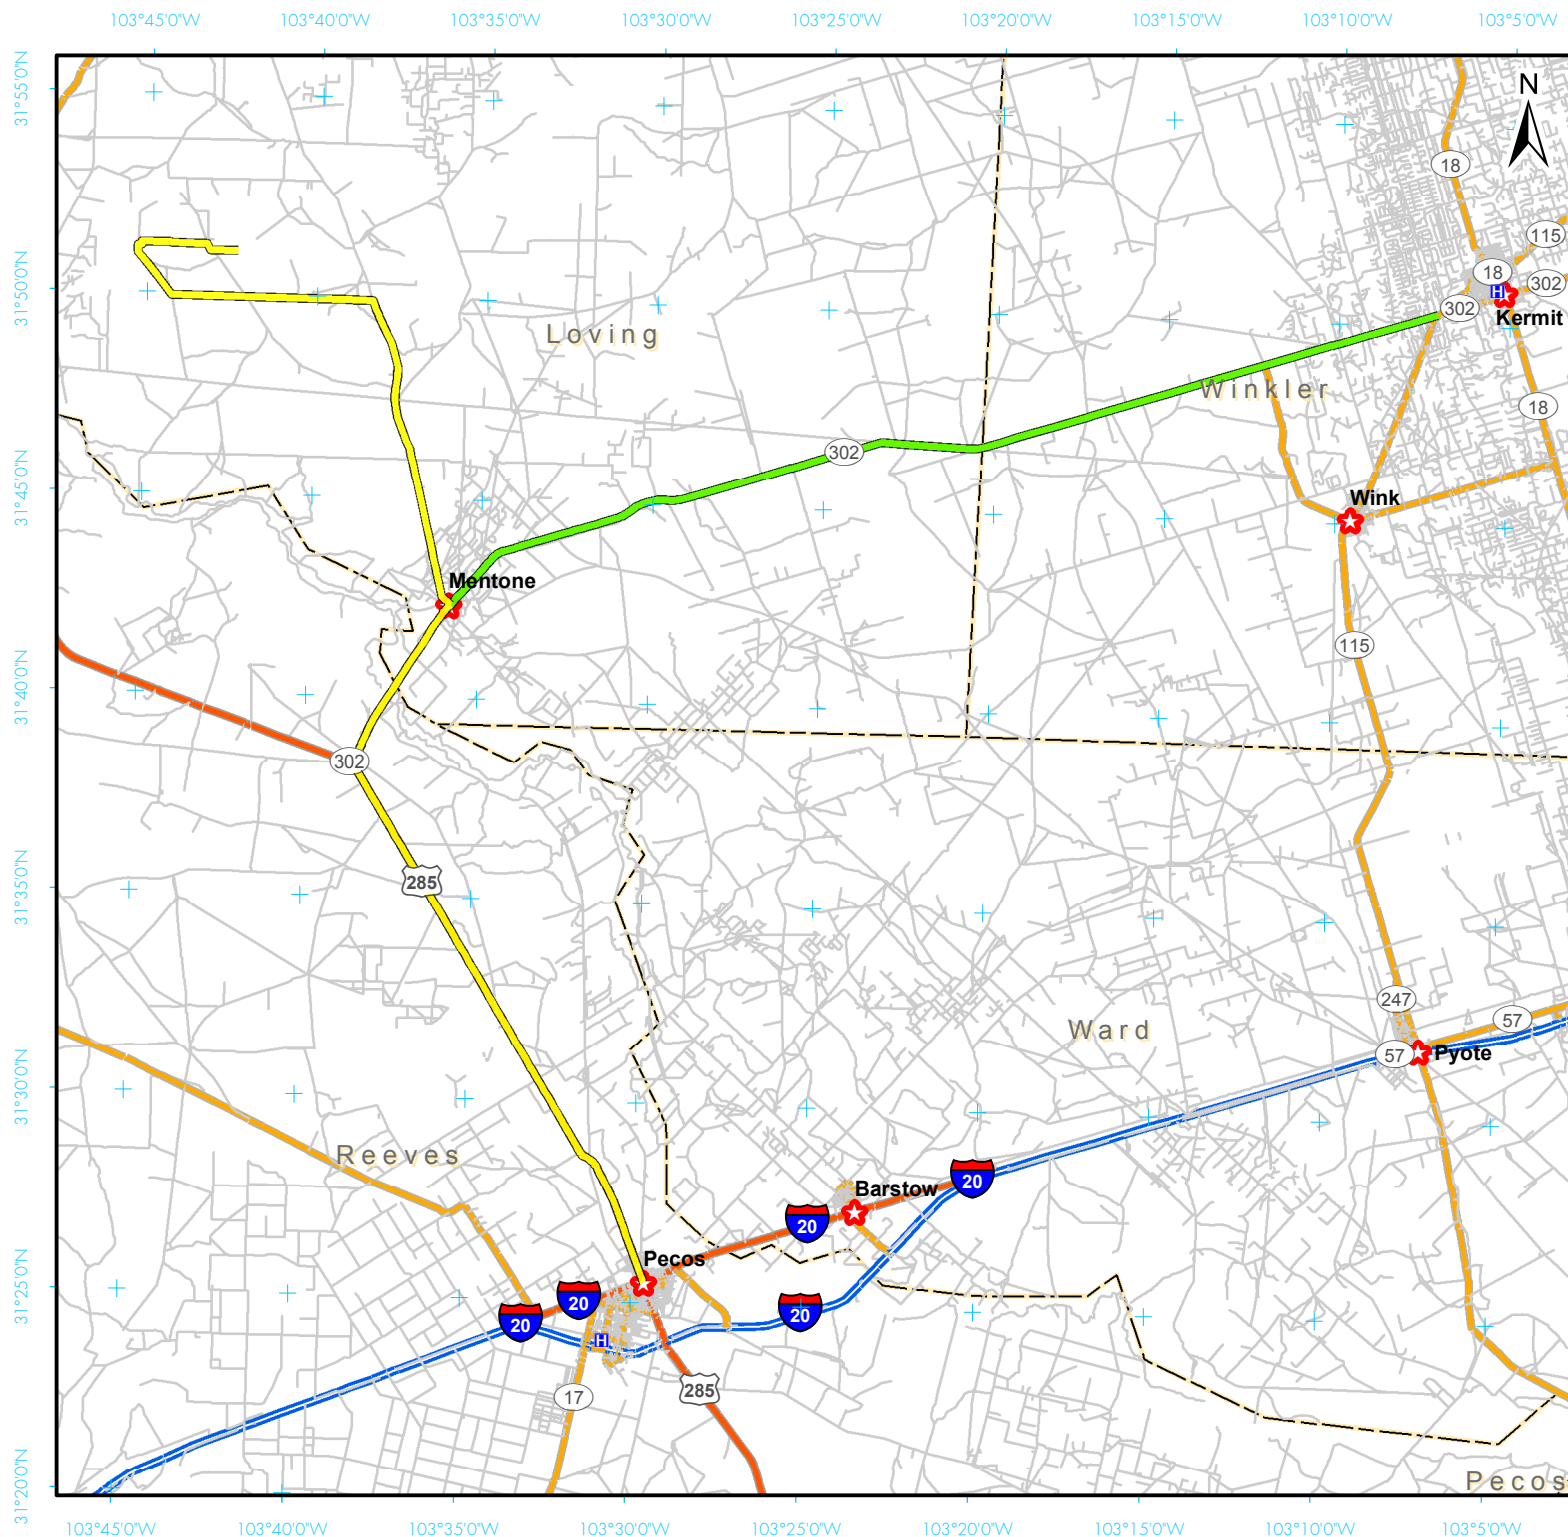 103°45'0"W 103°40'0"W 103°35'0"W 103°30'0"W 103°25'0"W 103°20'0"W 103°15'0"W 103°10'0"W 103°5'0"W
31°55'0"N
N
18
115
31°50'0"N
18
302
H
302
Kermit
Loving
Winkler
18
302
31°45'0"N
Wink
Mentone
115
31°40'0"N
302
285
31°35'0"N
247
57
Ward
57
Pyote
31°30'0"N
Reeves
20
Barstow
20
Pecos
31°25'0"N
20
20
20
H
285
17
31°20'0"N
Pecos
103°45'0"W 103°40'0"W 103°35'0"W 103°30'0"W 103°25'0"W 103°20'0"W 103°15'0"W 103°10'0"W 103°5'0"W